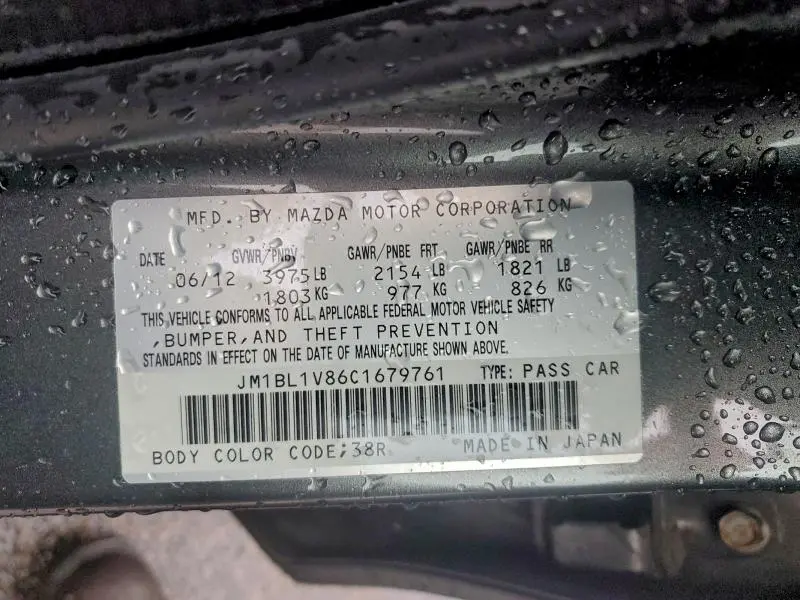 MFD. BY MAZDA MOTOR CORPORATION
DATE GVWR/PNBV GAWR/PNBE FRT GAWR/PNBE RR
06/12 3975 LB 2154 LB 1821 LB
1803 KG 977 KG 826 KG
THIS VEHICLE CONFORMS TO ALL APPLICABLE FEDERAL MOTOR VEHICLE SAFETY
,BUMPER,AND THEFT PREVENTION
STANDARDS IN EFFECT ON THE DATE OF MANUFACTURE SHOWN ABOVE.
JM1BL1V86C1679761 TYPE: PASS CAR
BODY COLOR CODE;38R MADE IN JAPAN